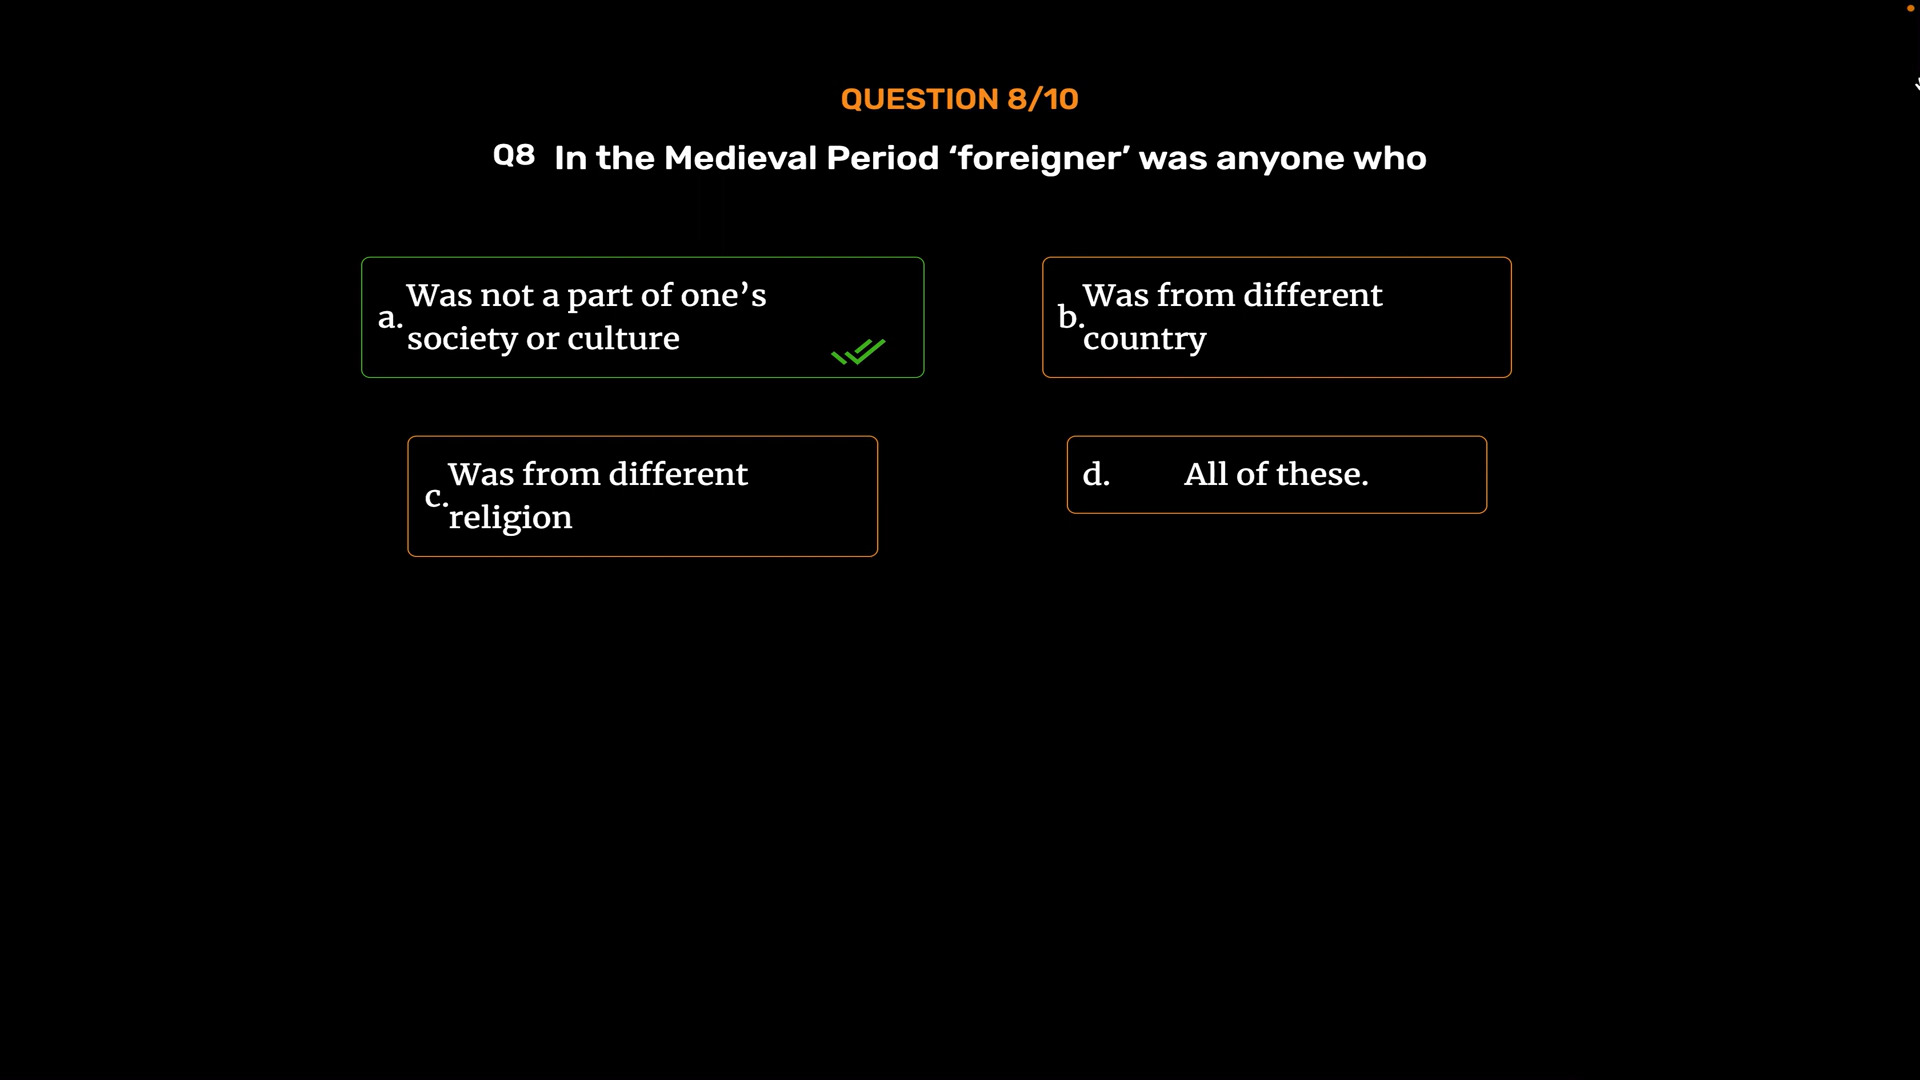 QUESTION 8/10
Q8 In the Medieval Period ‘foreigner’ was anyone who
a. Was not a part of one’s
society or culture
b. Was from different
country
c. Was from different
religion
d. All of these.